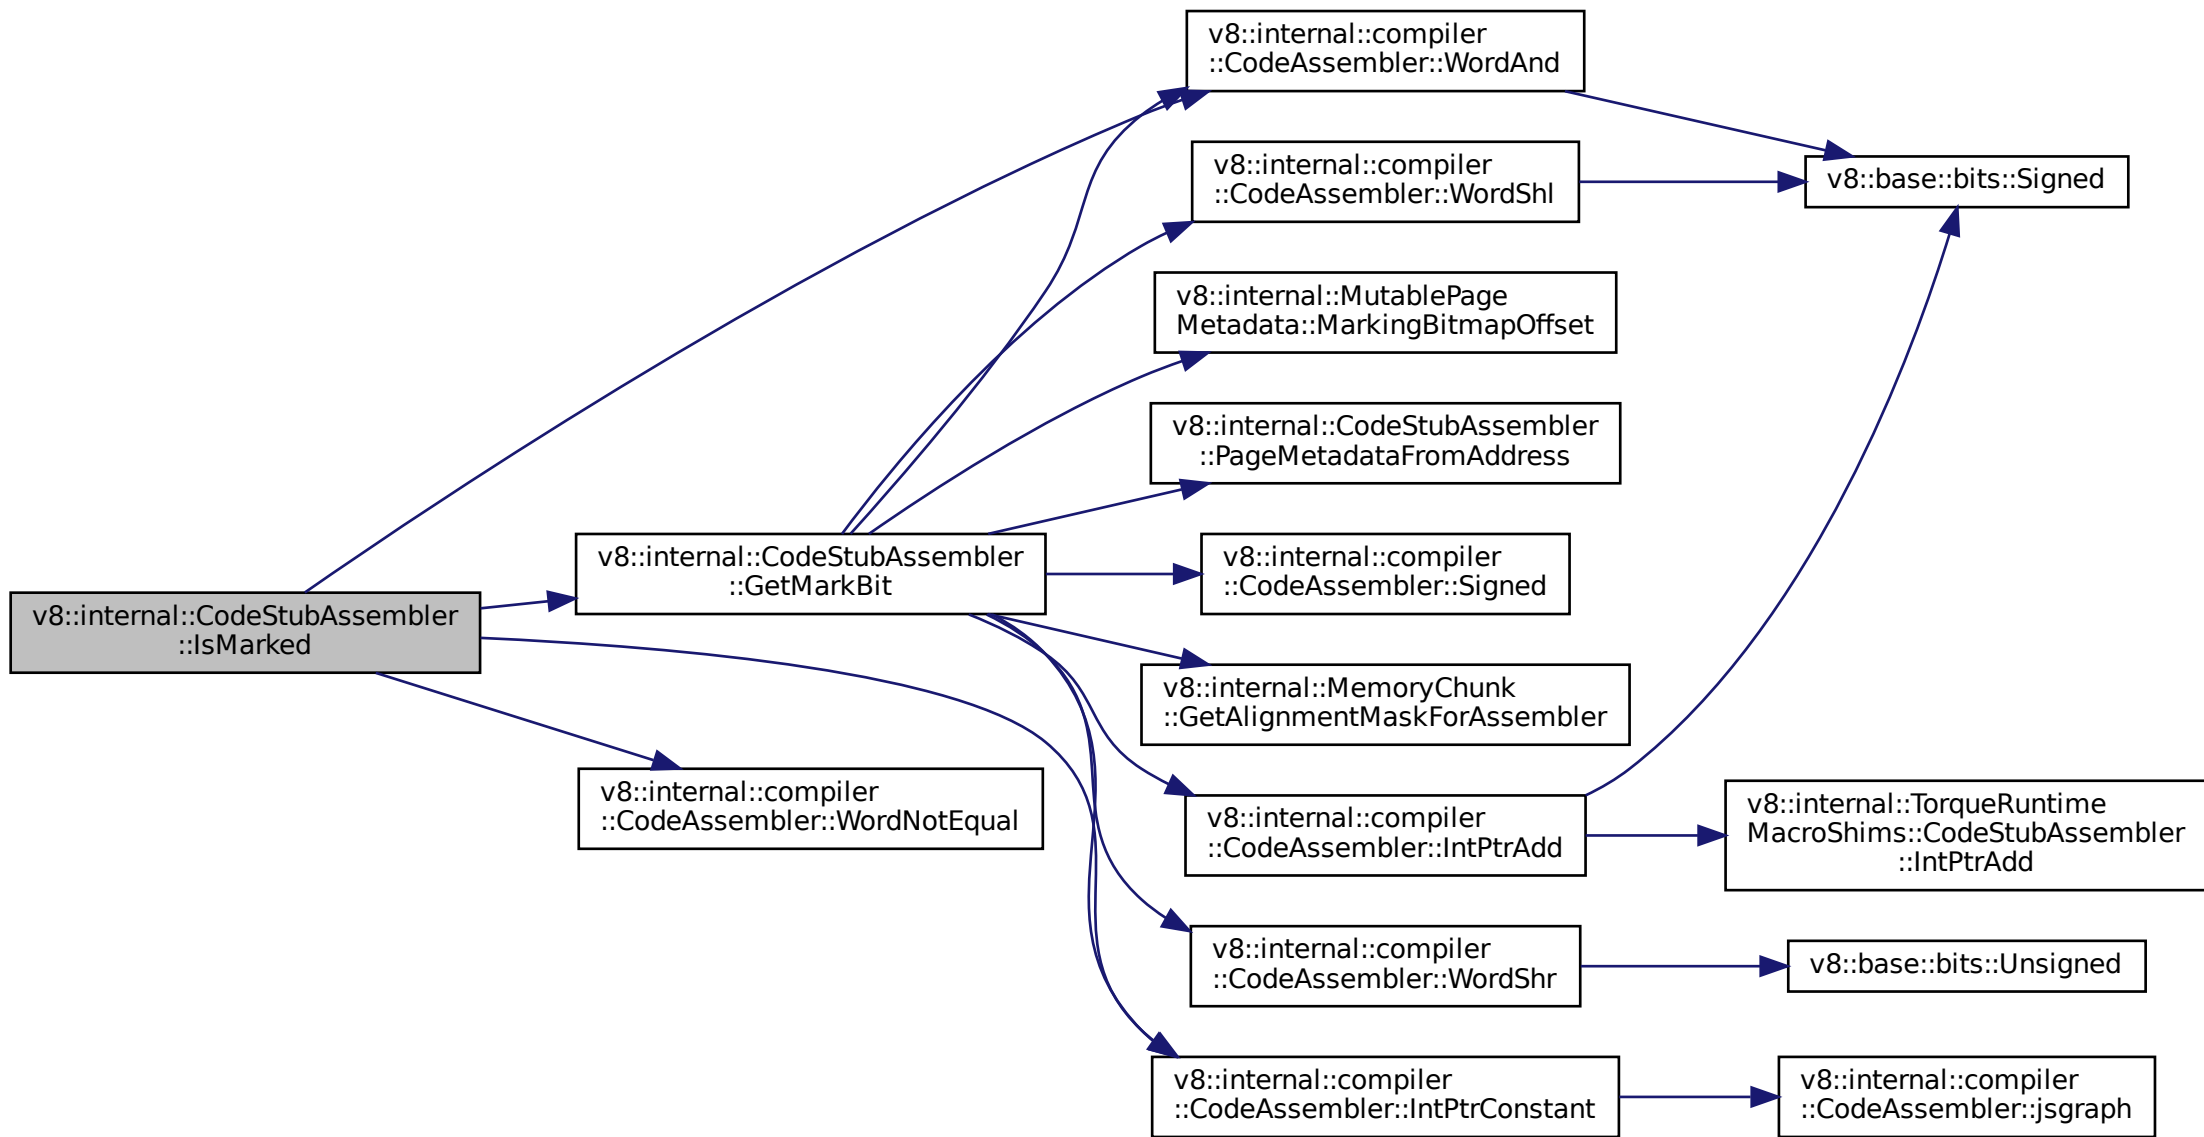 v8::internal::CodeStubAssembler
::IsMarked
v8::internal::CodeStubAssembler
::GetMarkBit
v8::internal::compiler
::CodeAssembler::WordNotEqual
v8::internal::compiler
::CodeAssembler::WordAnd
v8::internal::compiler
::CodeAssembler::WordShl
v8::internal::MutablePage
Metadata::MarkingBitmapOffset
v8::internal::CodeStubAssembler
::PageMetadataFromAddress
v8::internal::compiler
::CodeAssembler::Signed
v8::internal::MemoryChunk
::GetAlignmentMaskForAssembler
v8::internal::compiler
::CodeAssembler::IntPtrAdd
v8::internal::compiler
::CodeAssembler::WordShr
v8::internal::compiler
::CodeAssembler::IntPtrConstant
v8::base::bits::Signed
v8::internal::TorqueRuntime
MacroShims::CodeStubAssembler
::IntPtrAdd
v8::base::bits::Unsigned
v8::internal::compiler
::CodeAssembler::jsgraph